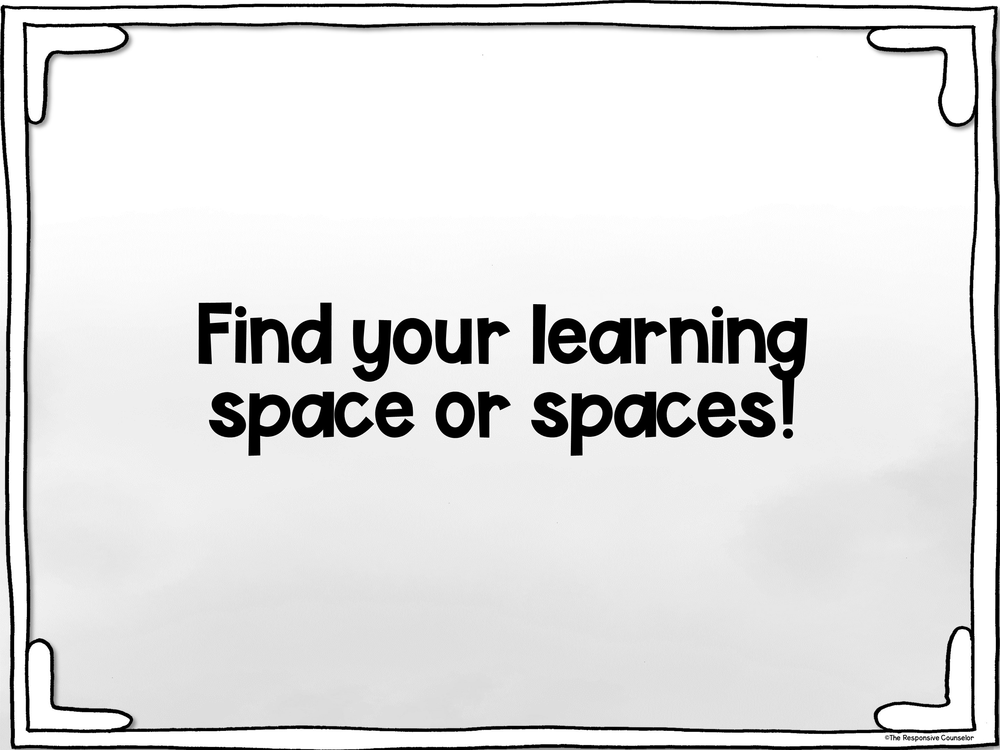 Find your learning
space or spaces!
©The Responsive Counselor